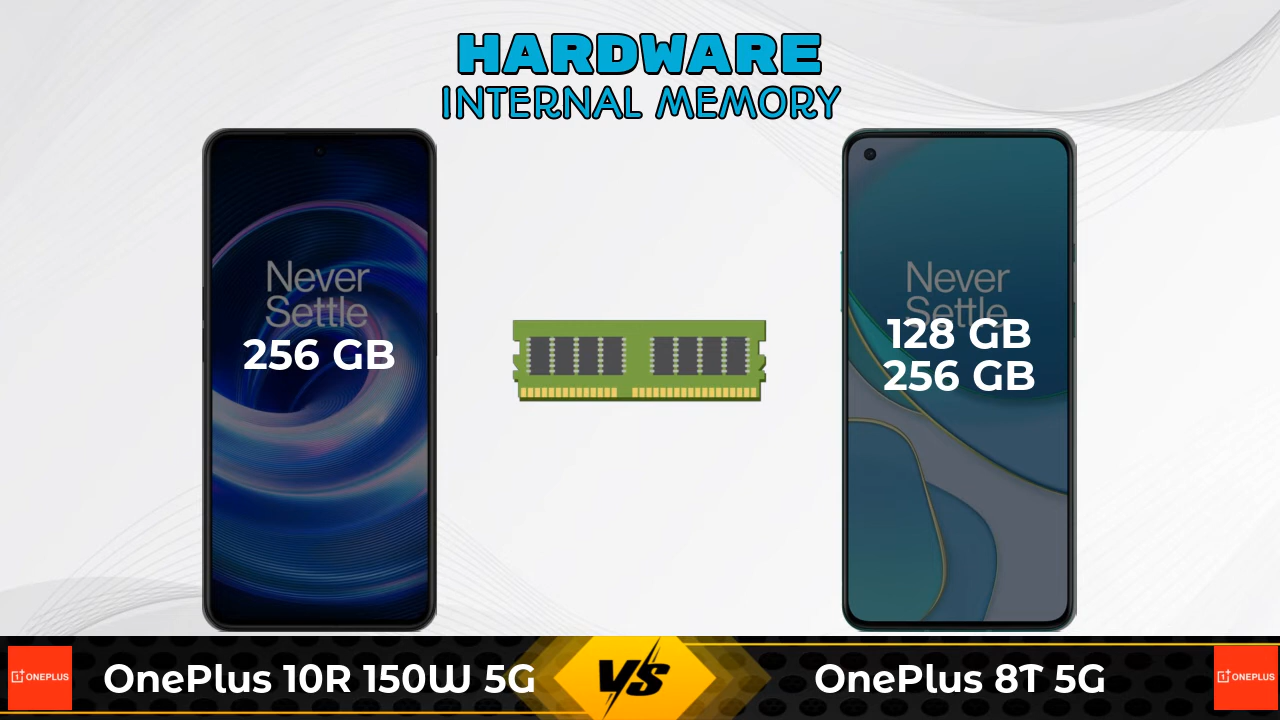 HARDWARE
INTERNAL MEMORY
Never
Settle
256 GB
Never
Settle
128 GB
256 GB
ONEPLUS
OnePlus 10R 150W 5G
VS
OnePlus 8T 5G
ONEPLUS